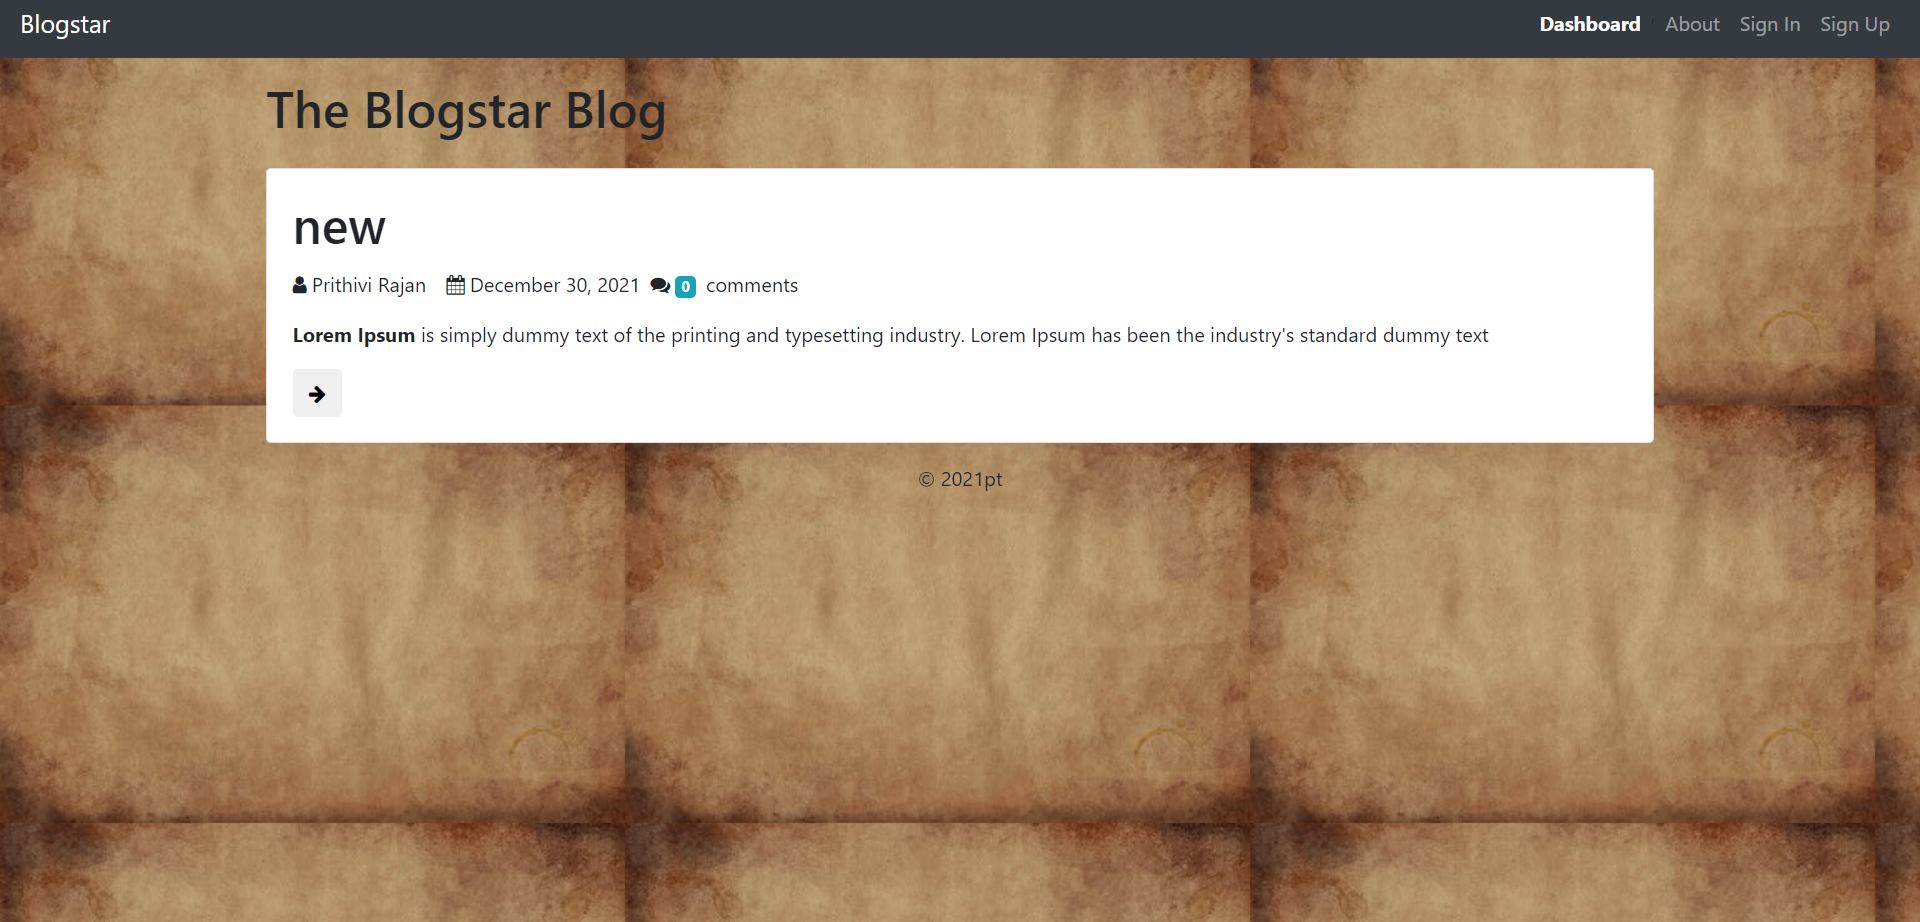 Blogstar
Dashboard About Sign In Sign Up
The Blogstar Blog
new
Prithivi Rajan December 30, 2021 0 comments
Lorem Ipsum is simply dummy text of the printing and typesetting industry. Lorem Ipsum has been the industry's standard dummy text
© 2021pt